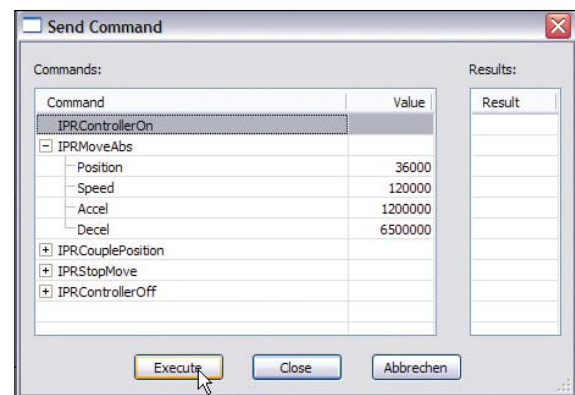 Send Command
Commands: Results:
Command Value Result
IPRControllerOn
IPRMoveAbs
Position 36000
Speed 120000
Accel 1200000
Decel 6500000
IPRCouplePosition
IPRStopMove
IPRControllerOff
Execute Close Abbrechen